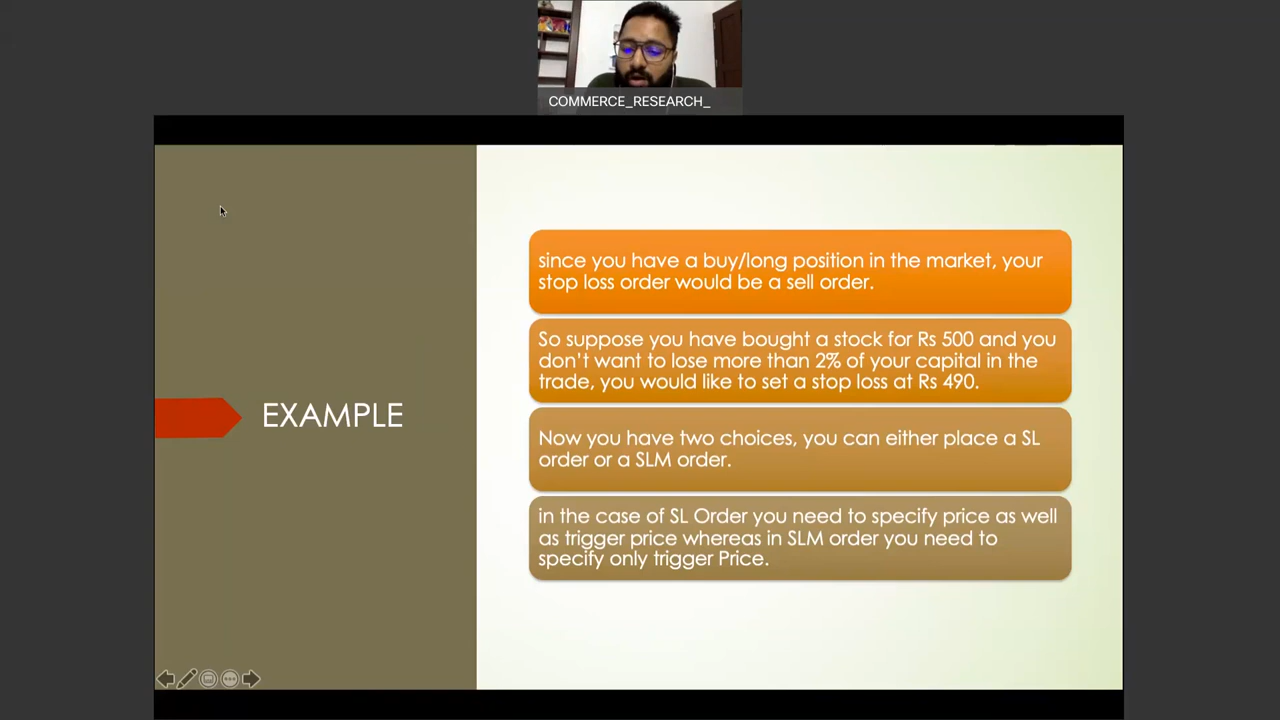 COMMERCE_RESEARCH_
EXAMPLE
since you have a buy/long position in the market, your
stop loss order would be a sell order.
So suppose you have bought a stock for Rs 500 and you
don't want to lose more than 2% of your capital in the
trade, you would like to set a stop loss at Rs 490.
Now you have two choices, you can either place a SL
order or a SLM order.
in the case of SL Order you need to specify price as well
as trigger price whereas in SLM order you need to
specify only trigger Price.